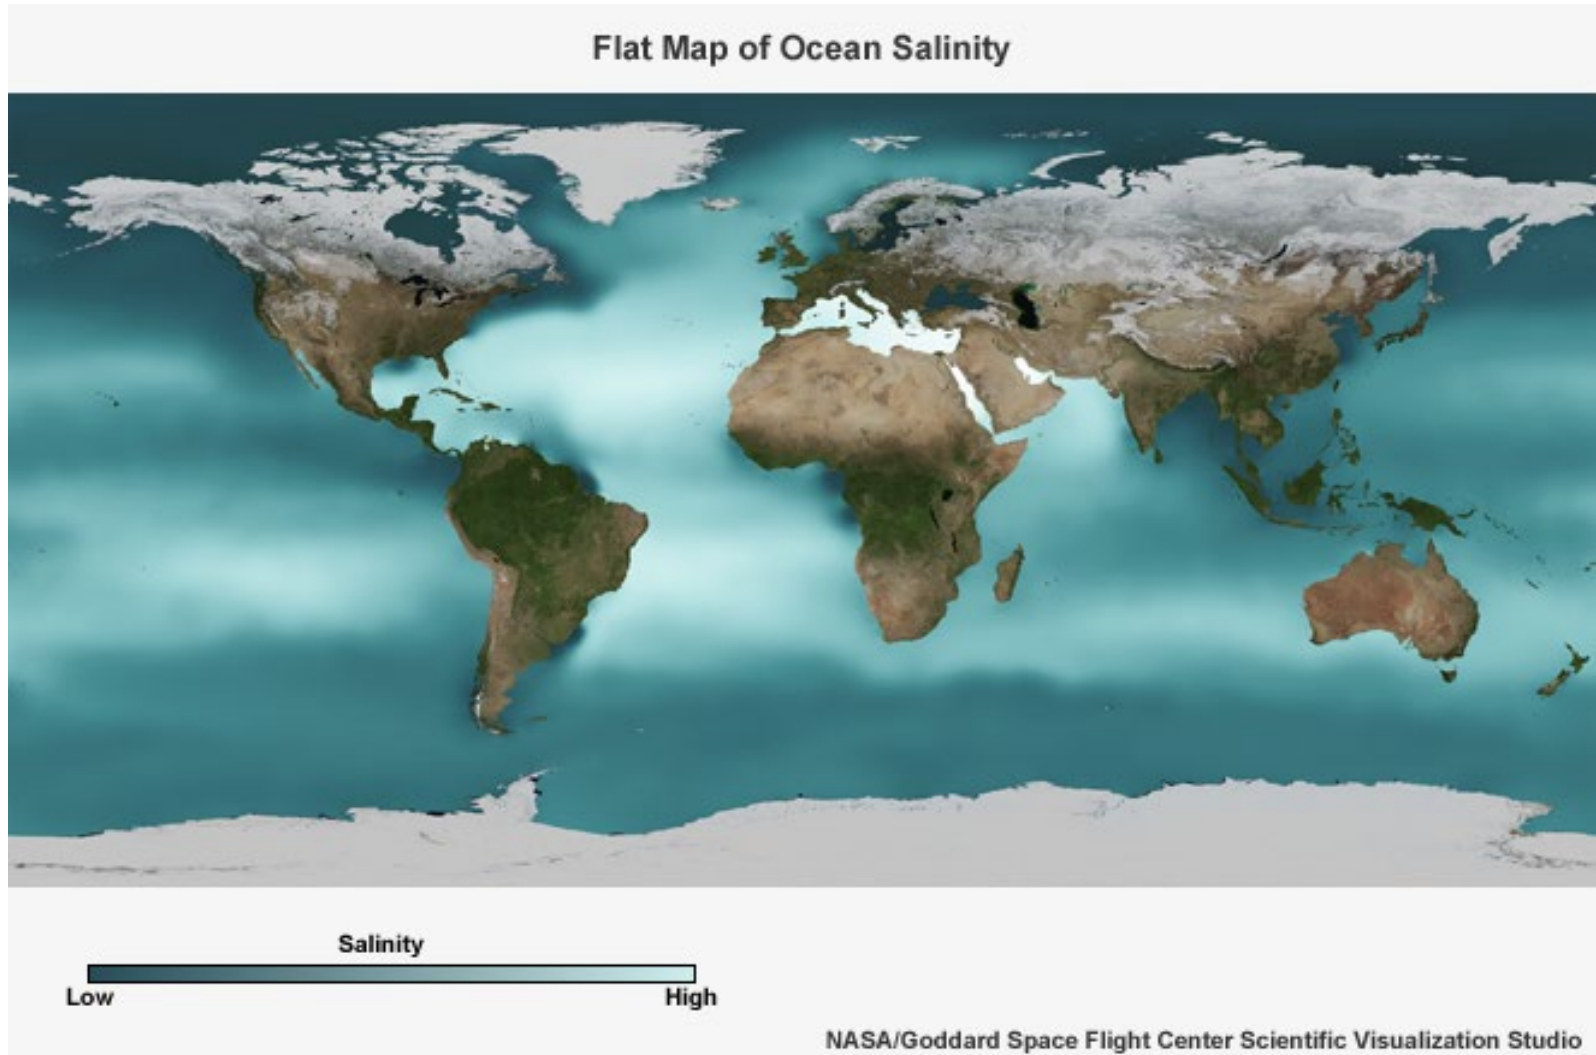 Flat Map of Ocean Salinity
Salinity
Low High
NASA/Goddard Space Flight Center Scientific Visualization Studio